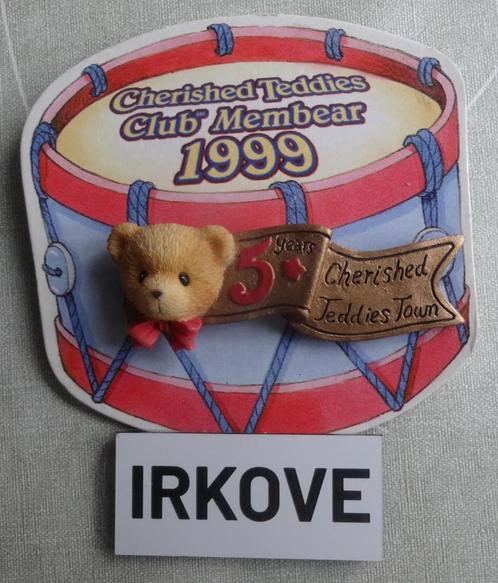 Cherished Teddies
Club™ Membear
1999
5 Years
Cherished
Teddies Town
IRKOVE